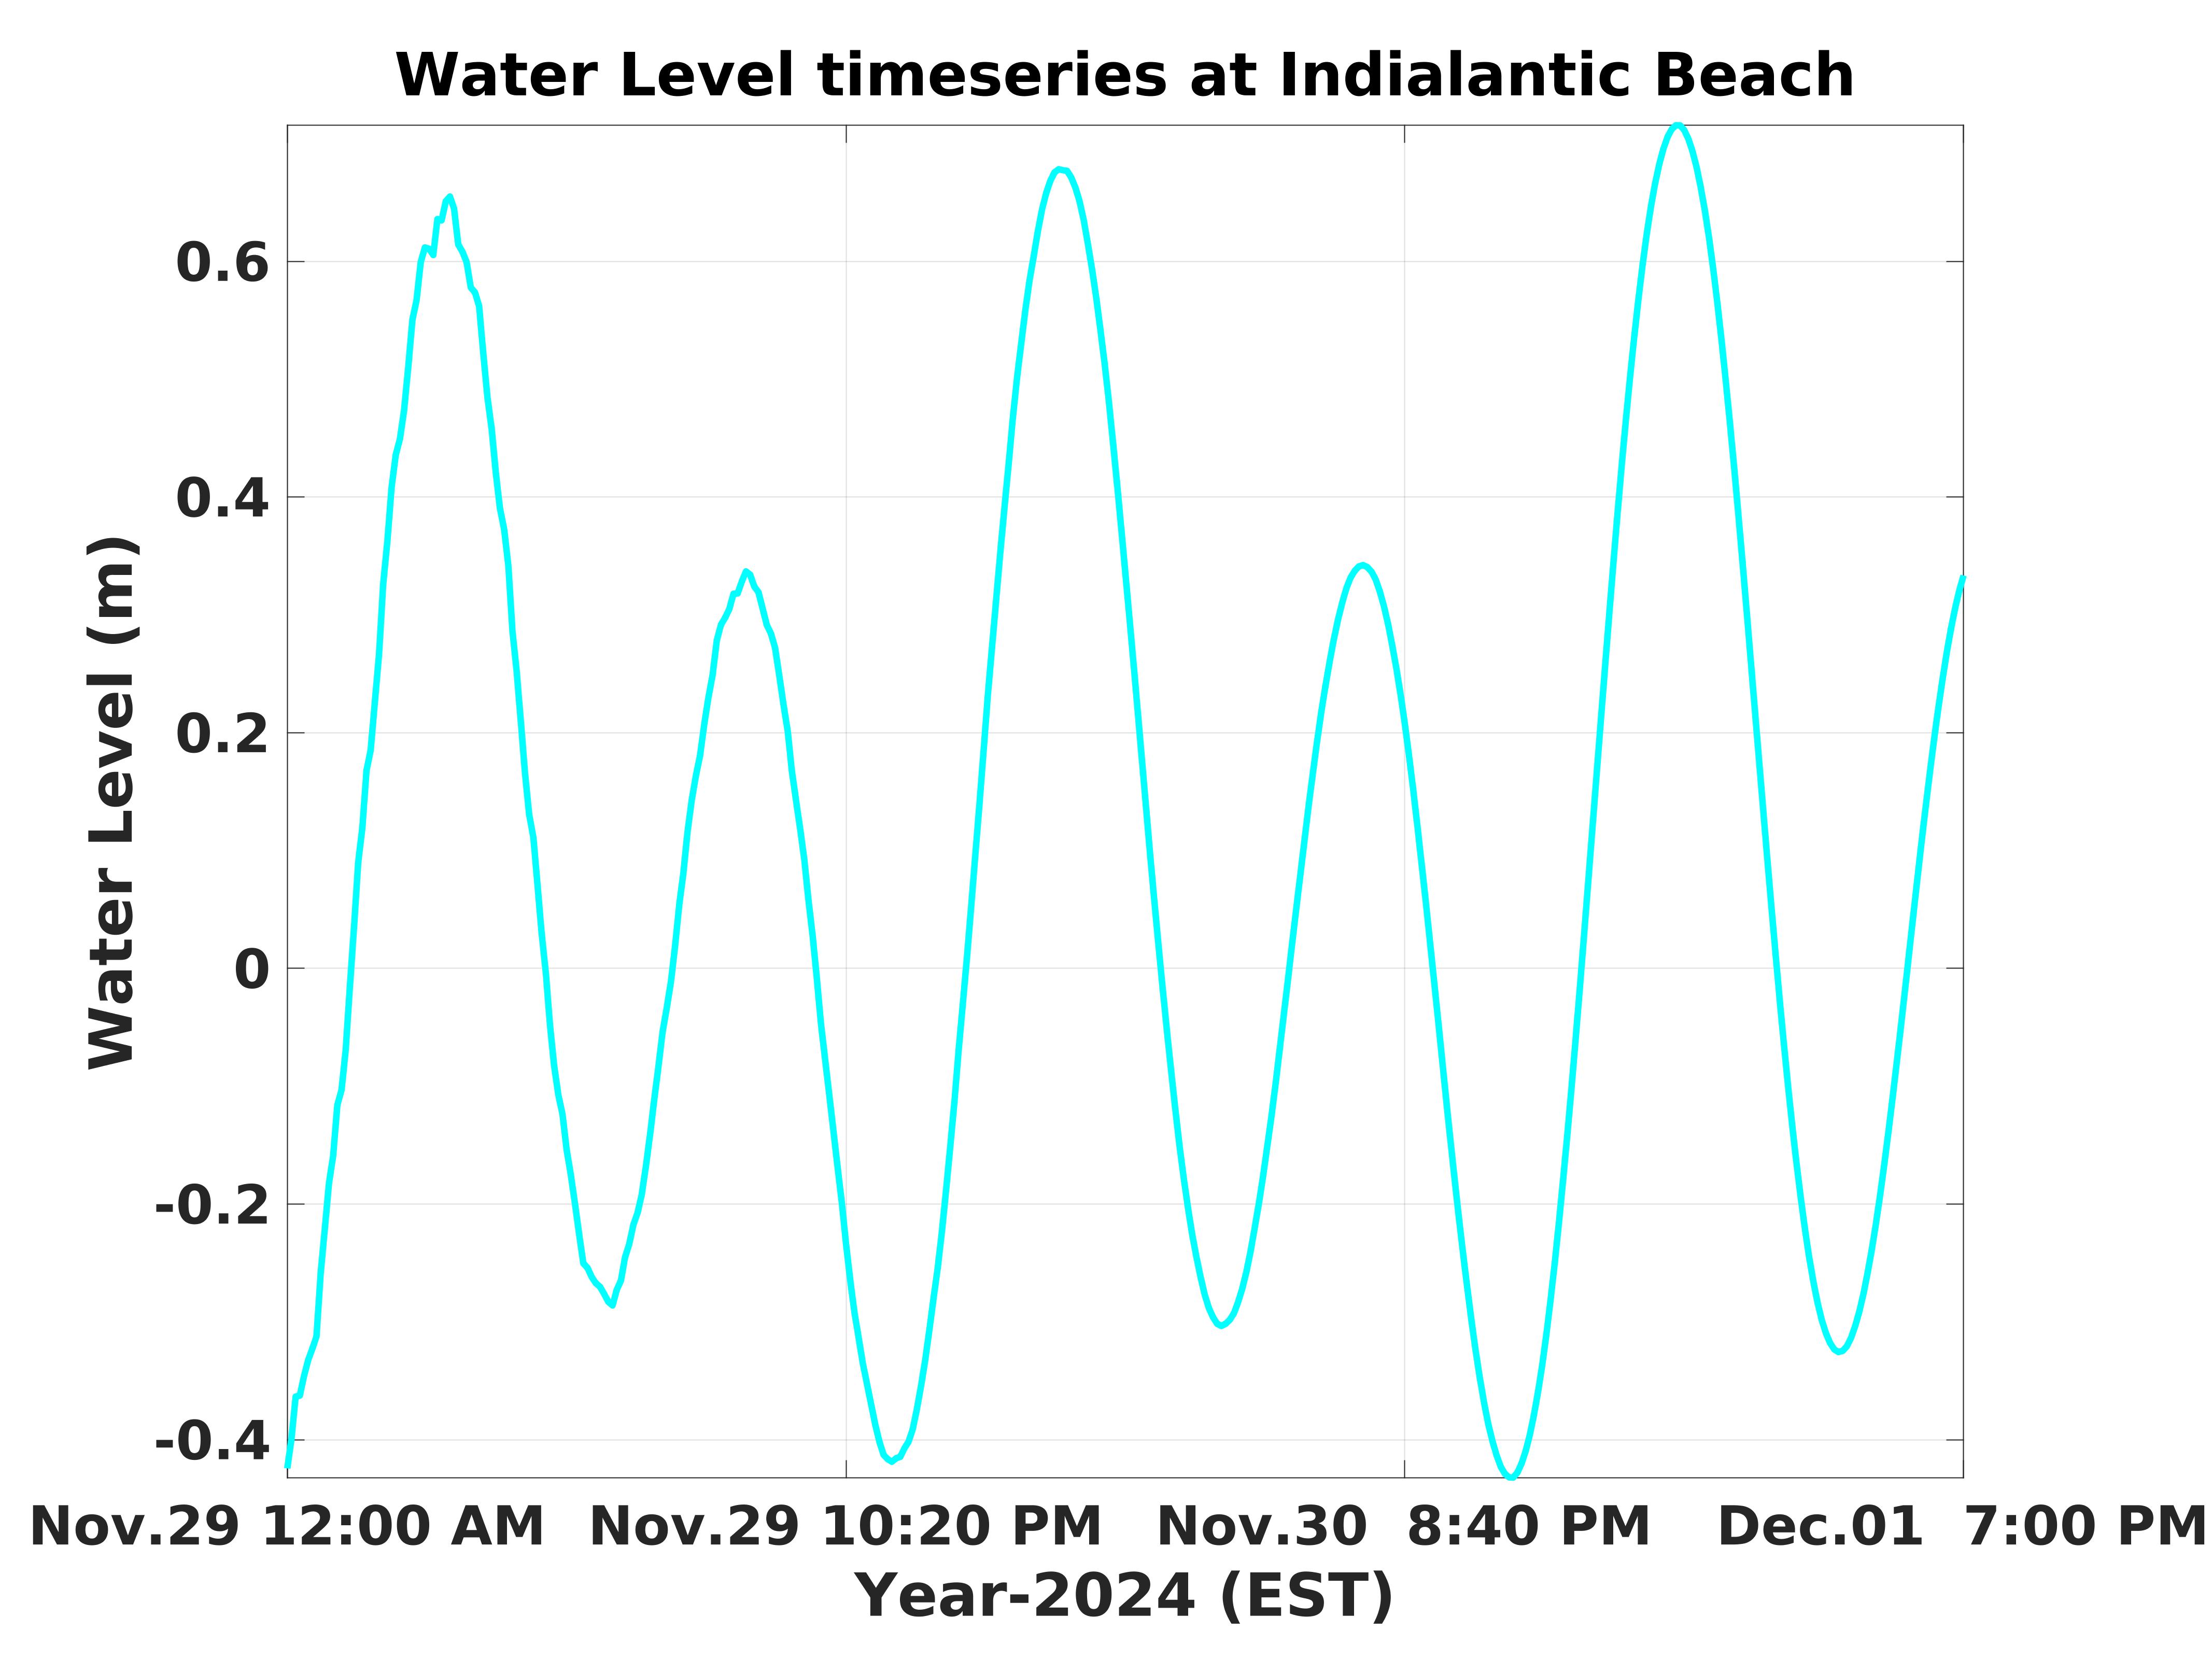 Water Level timeseries at Indialantic Beach
Water Level (m)
0.6
0.4
0.2
0
-0.2
-0.4
Nov.29 12:00 AM Nov.29 10:20 PM Nov.30 8:40 PM Dec.01 7:00 PM
Year-2024 (EST)